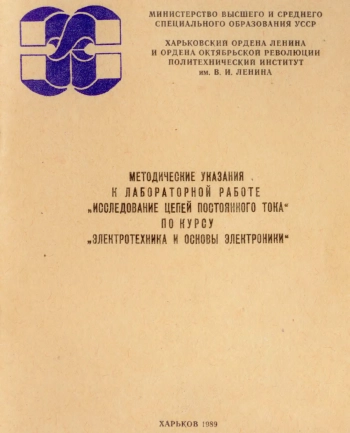 МИНИСТЕРСТВО ВЫСШЕГО И СРЕДНЕГО
СПЕЦИАЛЬНОГО ОБРАЗОВАНИЯ УССР
ХАРЬКОВСКИЙ ОРДЕНА ЛЕНИНА
И ОРДЕНА ОКТЯБРЬСКОЙ РЕВОЛЮЦИИ
ПОЛИТЕХНИЧЕСКИЙ ИНСТИТУТ
им. В. И. ЛЕНИНА
МЕТОДИЧЕСКИЕ УКАЗАНИЯ
К ЛАБОРАТОРНОЙ РАБОТЕ
„ИССЛЕДОВАНИЕ ЦЕПЕЙ ПОСТОЯННОГО ТОКА“
ПО КУРСУ
„ЭЛЕКТРОТЕХНИКА И ОСНОВЫ ЭЛЕКТРОНИКИ“
ХАРЬКОВ 1989